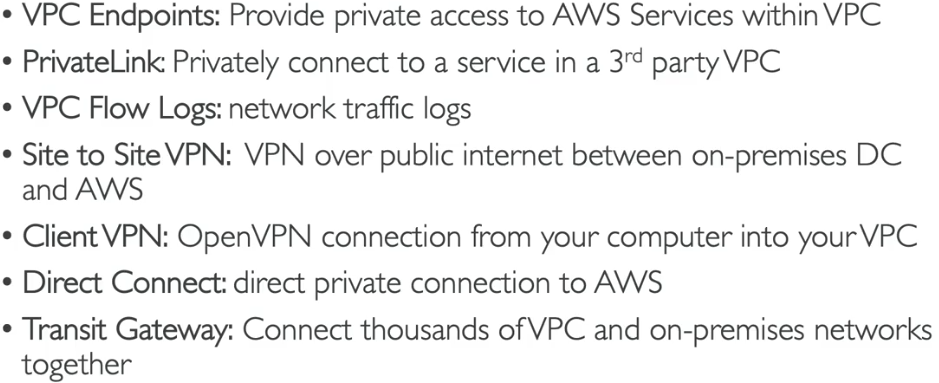 • VPC Endpoints: Provide private access to AWS Services within VPC
• PrivateLink: Privately connect to a service in a 3rd party VPC
• VPC Flow Logs: network traffic logs
• Site to Site VPN: VPN over public internet between on-premises DC
and AWS
• Client VPN: OpenVPN connection from your computer into your VPC
• Direct Connect: direct private connection to AWS
• Transit Gateway: Connect thousands of VPC and on-premises networks
together